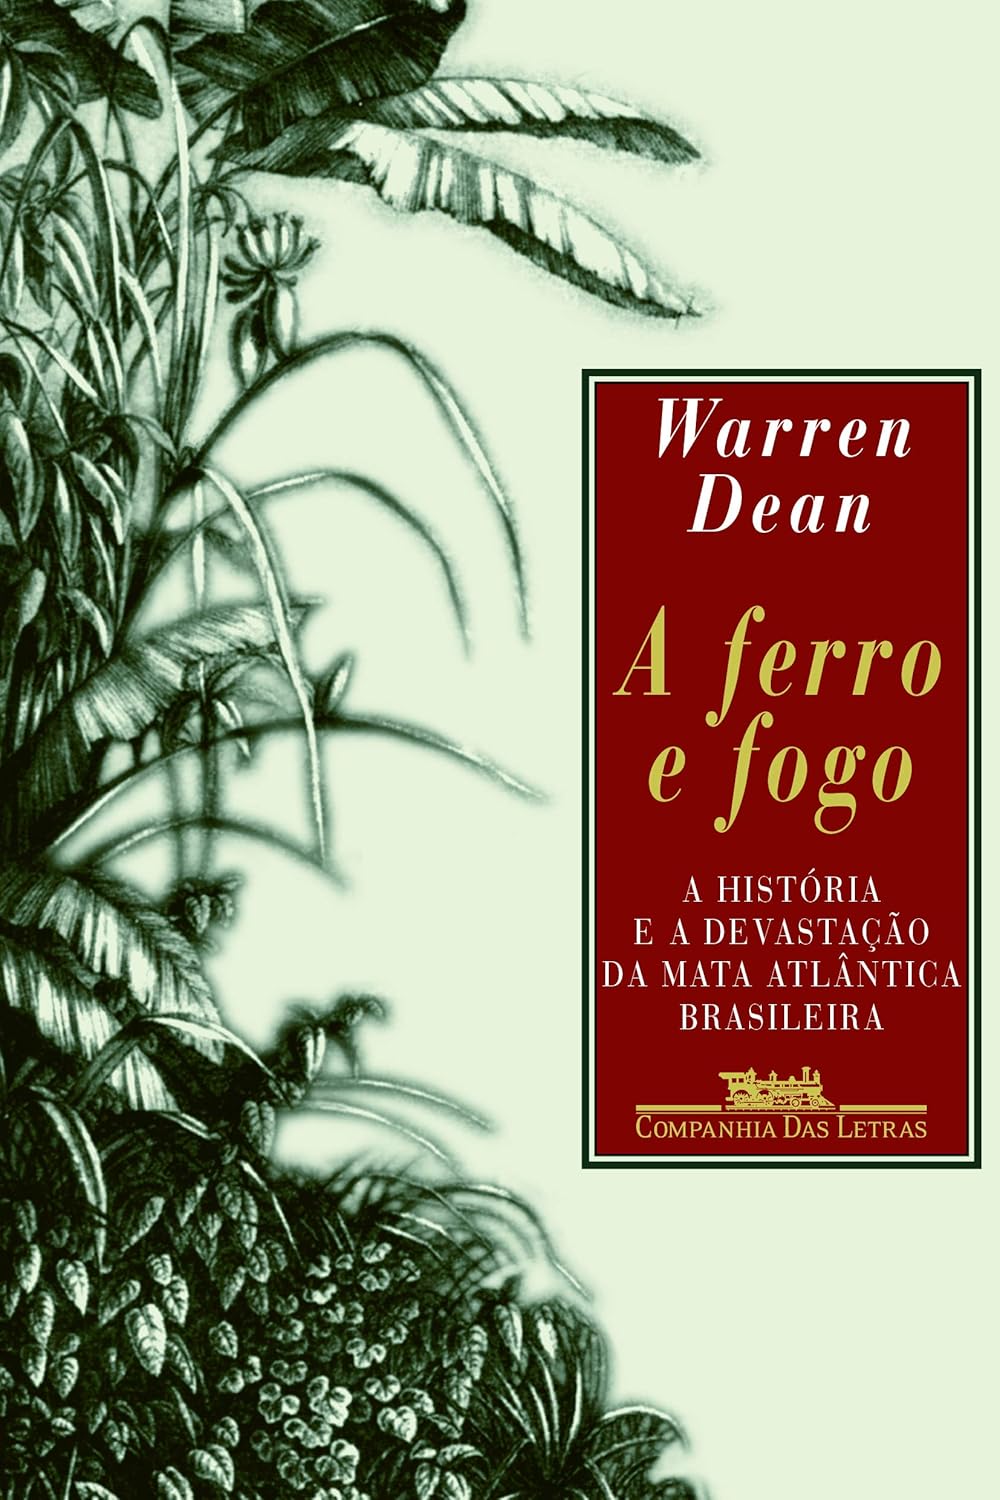 Warren
Dean
A ferro
e fogo
A HISTÓRIA
E A DEVASTAÇÃO
DA MATA ATLÂNTICA
BRASILEIRA
COMPANHIA DAS LETRAS